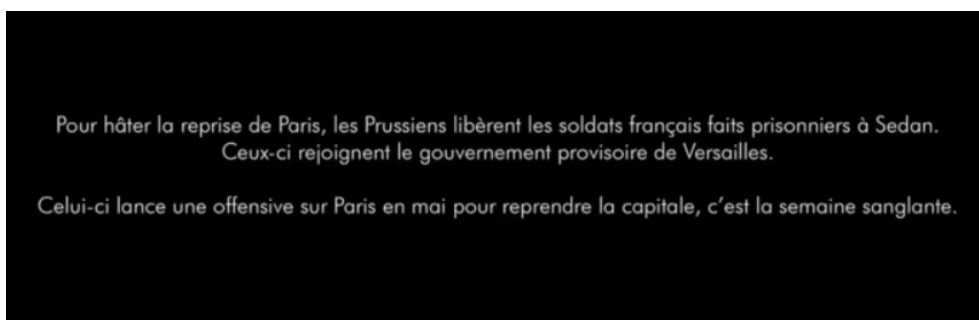 Pour hâter la reprise de Paris, les Prussiens libèrent les soldats français faits prisonniers à Sedan.
Ceux-ci rejoignent le gouvernement provisoire de Versailles.
Celui-ci lance une offensive sur Paris en mai pour reprendre la capitale, c'est la semaine sanglante.